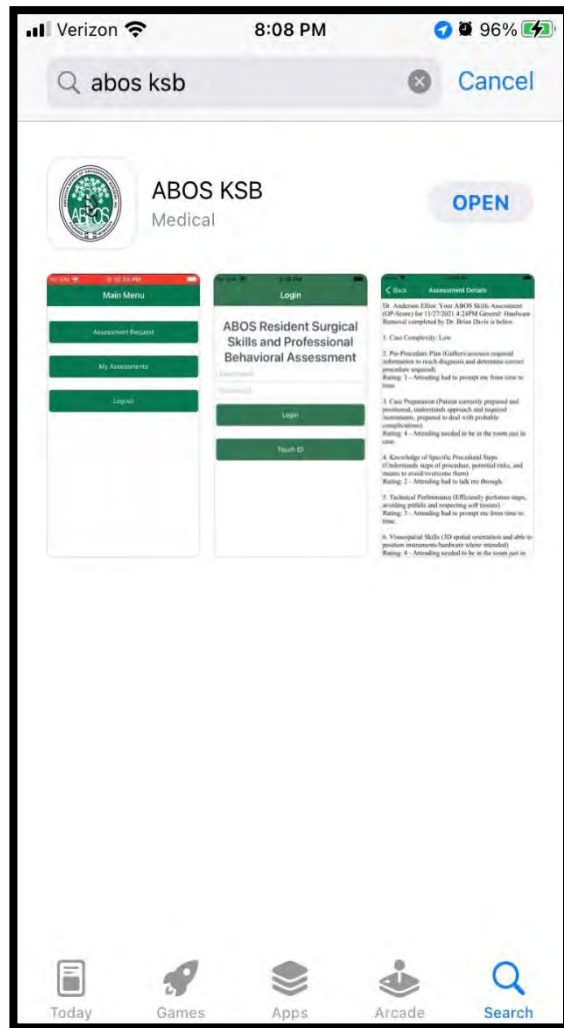 Verizon 8:08 PM 96%
abos ksb Cancel
ABOS KSB
Medical
OPEN
Main Menu
Assessment Request
My Assessments
Logout
Login
ABOS Resident Surgical
Skills and Professional
Behavioral Assessment
Username
Password
Login
Touch ID
Back Assessment Details
Dr. Anderson Elliot: Your ABOS Skills Assessment
(OP-Score) for 11/27/2021 4:24PM General: Hardware
Removal completed by Dr. Brian Davis is below.
1. Case Complexity: Low
2. Pre-Procedure Plan (Gathers/assesses required
information to reach diagnosis and determine correct
procedure required)
Rating: 3 - Attending had to prompt me from time to
time.
3. Case Preparation (Patient correctly prepared and
positioned, understands approach and required
instruments, prepared to deal with probable
complications)
Rating: 4 - Attending needed to be in the room just in
case.
4. Knowledge of Specific Procedural Steps
(Understands steps of procedure, potential risks, and
means to avoid/overcome them)
Rating: 2 - Attending had to talk me through.
5. Technical Performance (Efficiently performs steps,
avoiding pitfalls and respecting soft tissues)
Rating: 3 - Attending had to prompt me from time to
time.
6. Visuospatial Skills (3D spatial orientation and able to
position instruments/hardware where intended)
Rating: 4 - Attending needed to be in the room just in
Today Games Apps Arcade Search